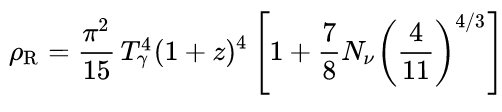 ρ_R = π²/15 T_γ⁴(1 + z)⁴ [1 + 7/8 N_ν (4/11)^{4/3}]